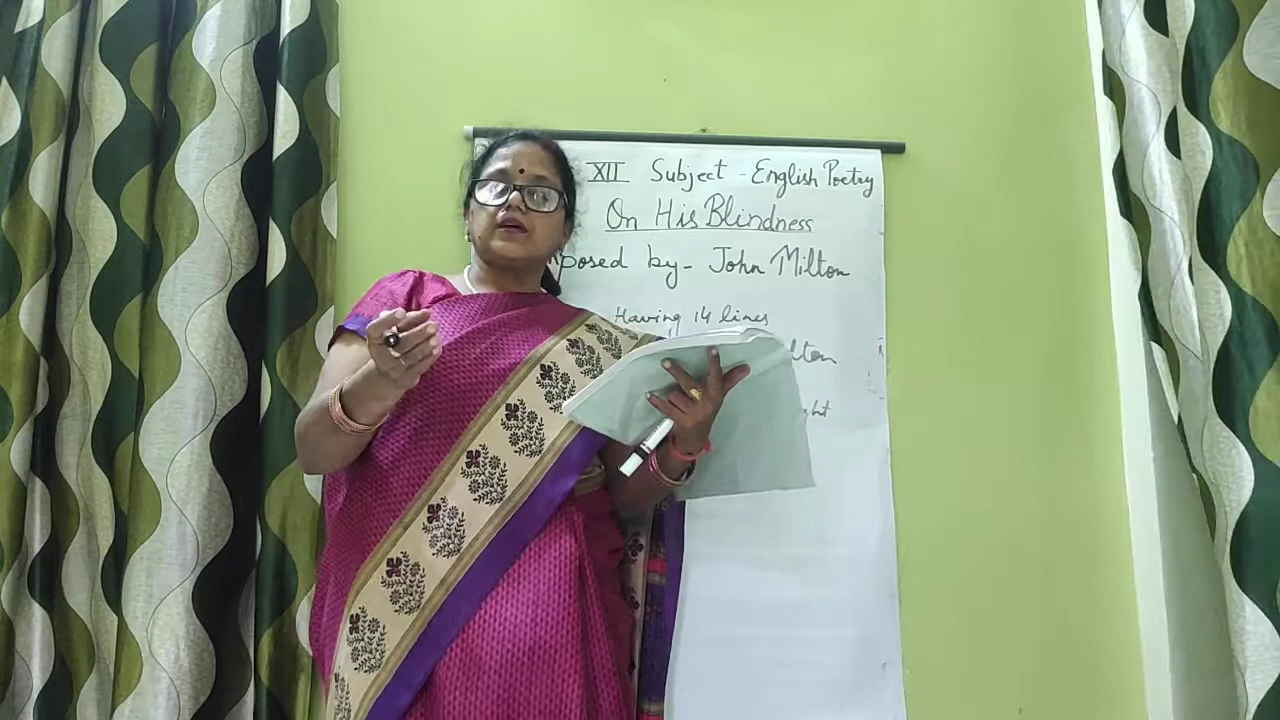 XII Subject - English Poetry
On His Blindness
posed by - John Milton
Having 14 lines